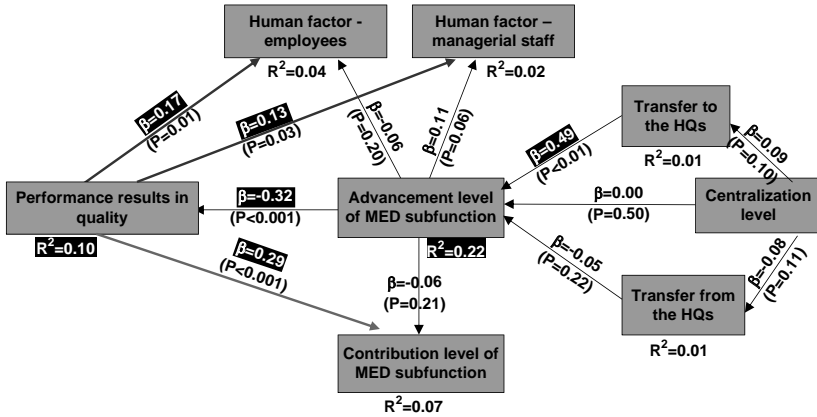 Human factor -
employees
R²=0.04
Human factor –
managerial staff
R²=0.02
β=0.17
(P=0.01)
β=0.13
(P=0.03)
β=-0.06
(P=0.20)
β=0.11
(P=0.06)
Transfer to
the HQs
R²=0.01
β=0.49
(P<0.01)
β=0.09
(P=0.10)
Performance results in
quality
R²=0.10
β=-0.32
(P<0.001)
Advancement level
of MED subfunction
R²=0.22
β=0.00
(P=0.50)
Centralization
level
β=0.29
(P<0.001)
β=-0.06
(P=0.21)
β=-0.05
(P=0.22)
β=-0.08
(P=0.11)
Transfer from
the HQs
R²=0.01
Contribution level of
MED subfunction
R²=0.07